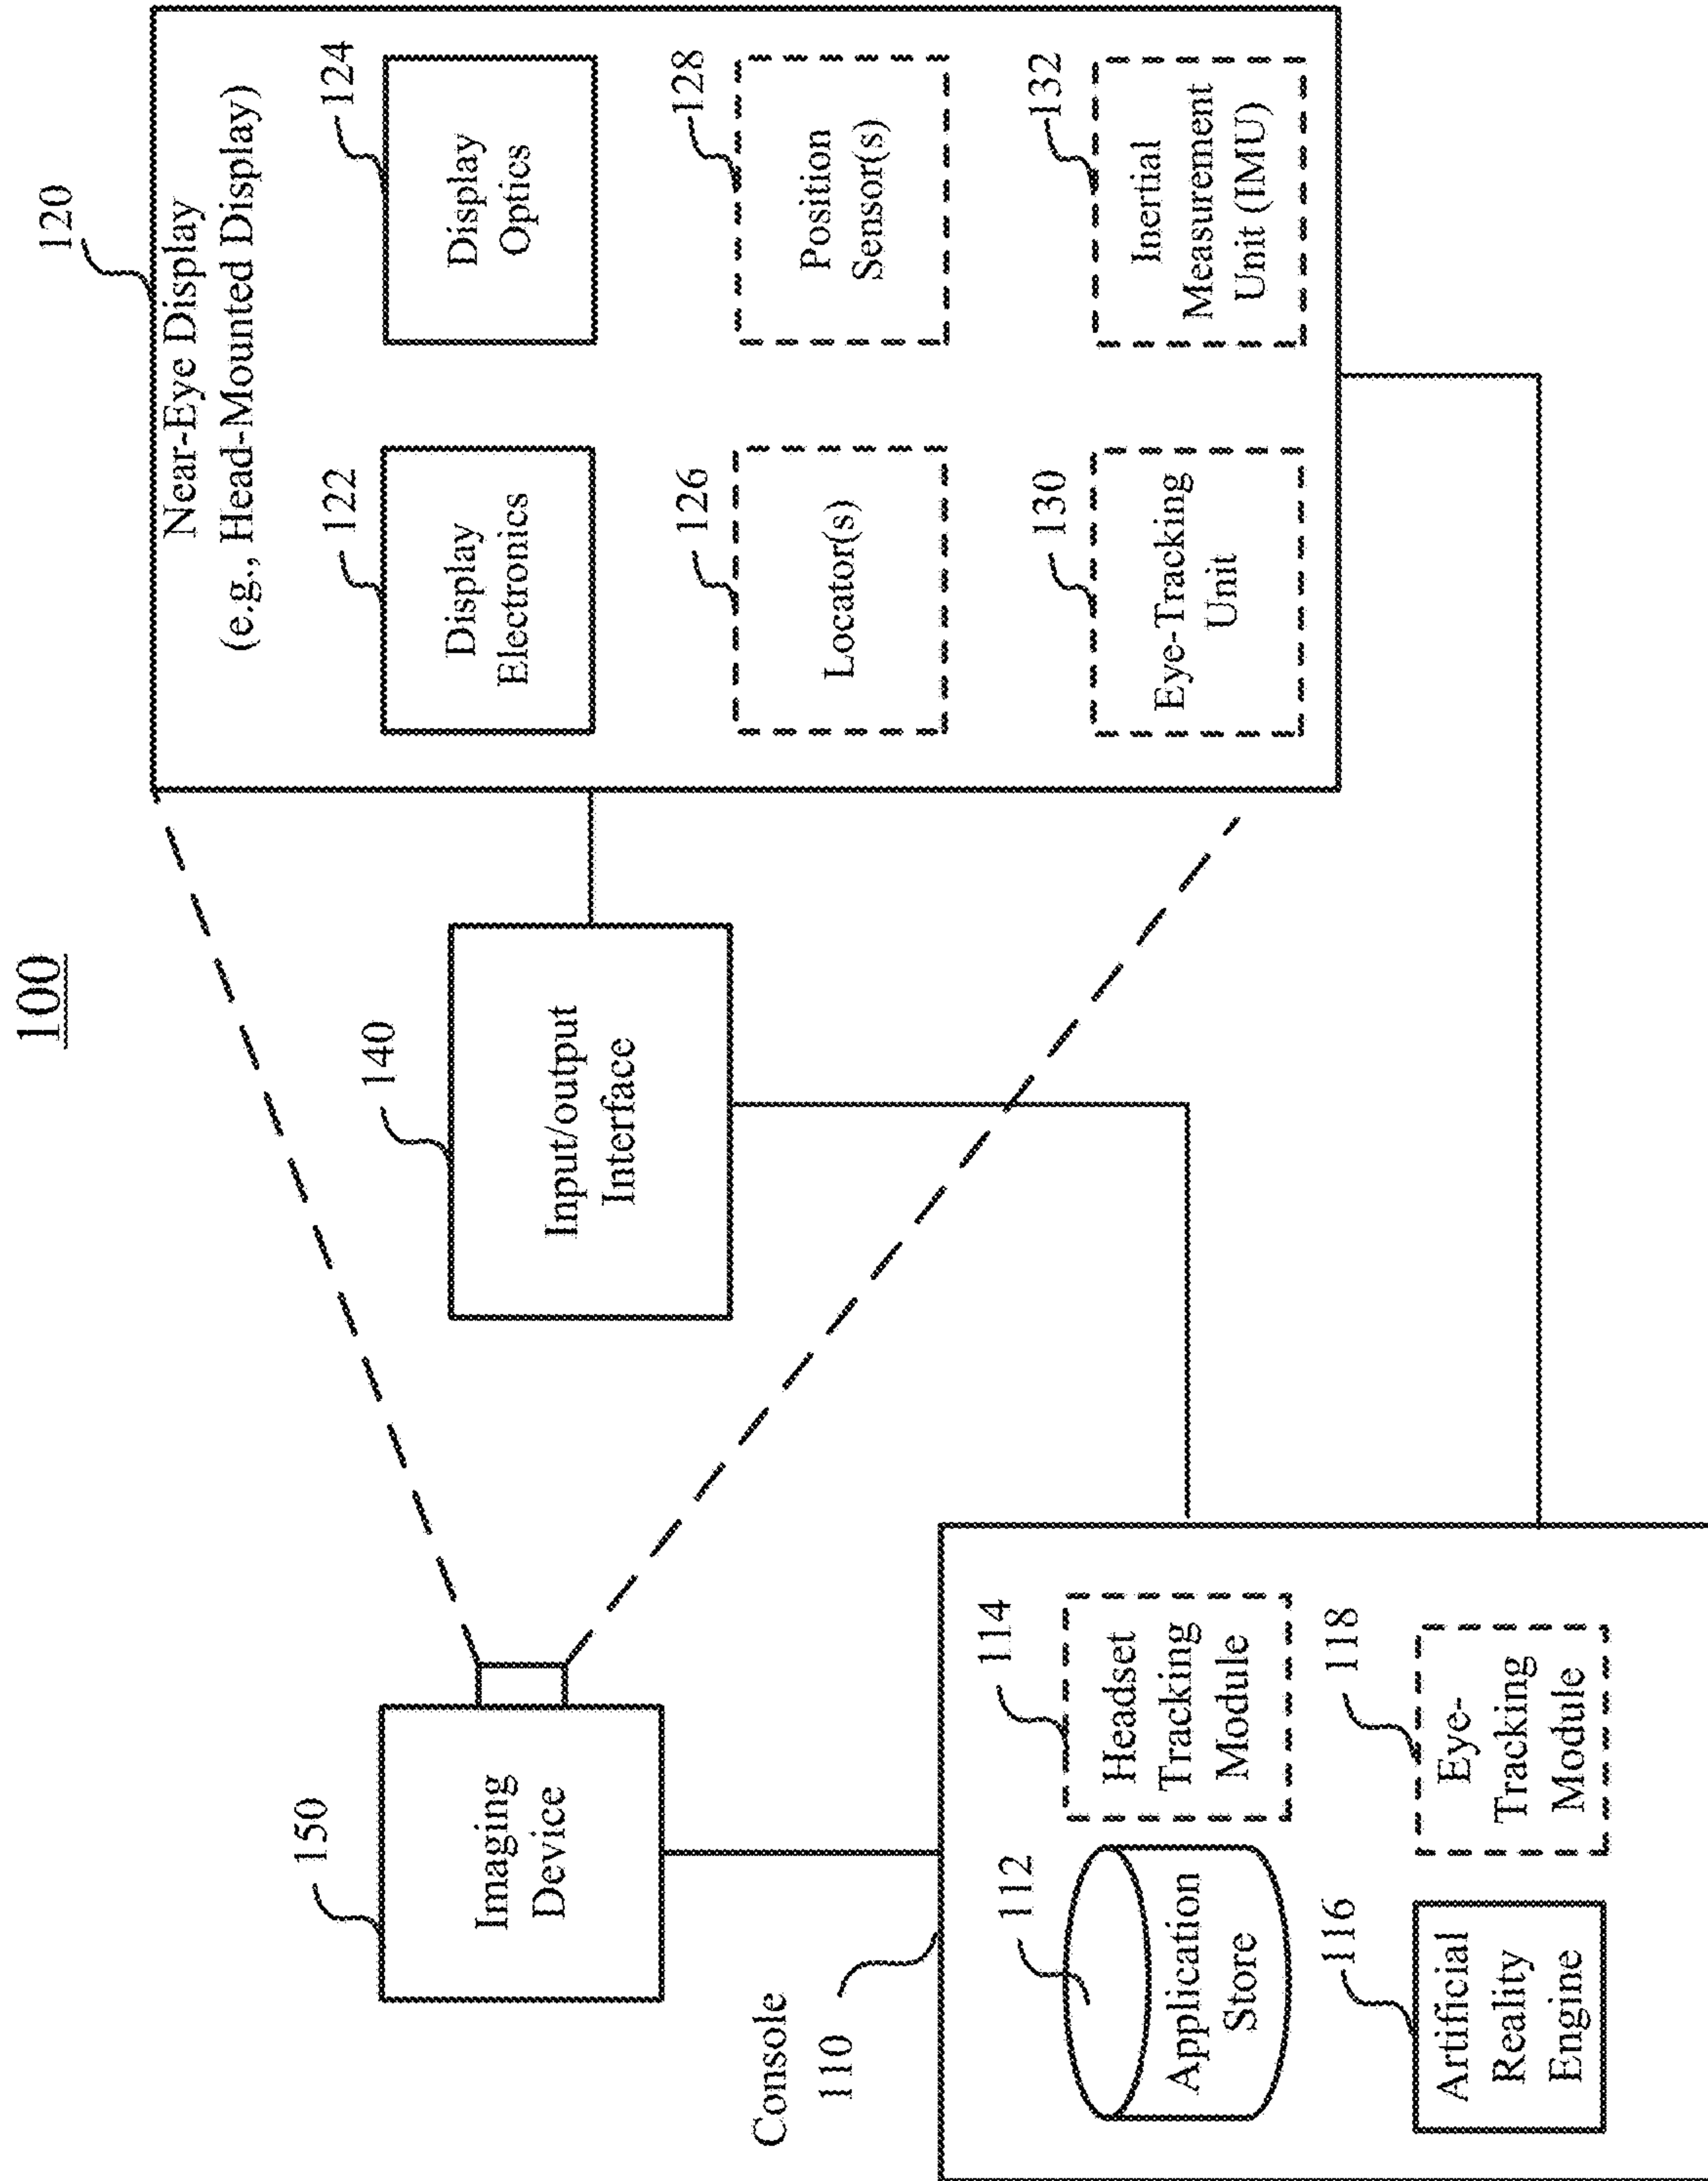 100
120
Near-Eye Display
(e.g., Head-Mounted Display)
122
Display
Electronics
124
Display
Optics
126
Locator(s)
128
Position
Sensor(s)
130
Eye-Tracking
Unit
132
Inertial
Measurement
Unit (IMU)
140
Input/output
Interface
150
Imaging
Device
Console
110
112
Application
Store
114
Headset
Tracking
Module
116
Artificial
Reality
Engine
118
Eye-
Tracking
Module